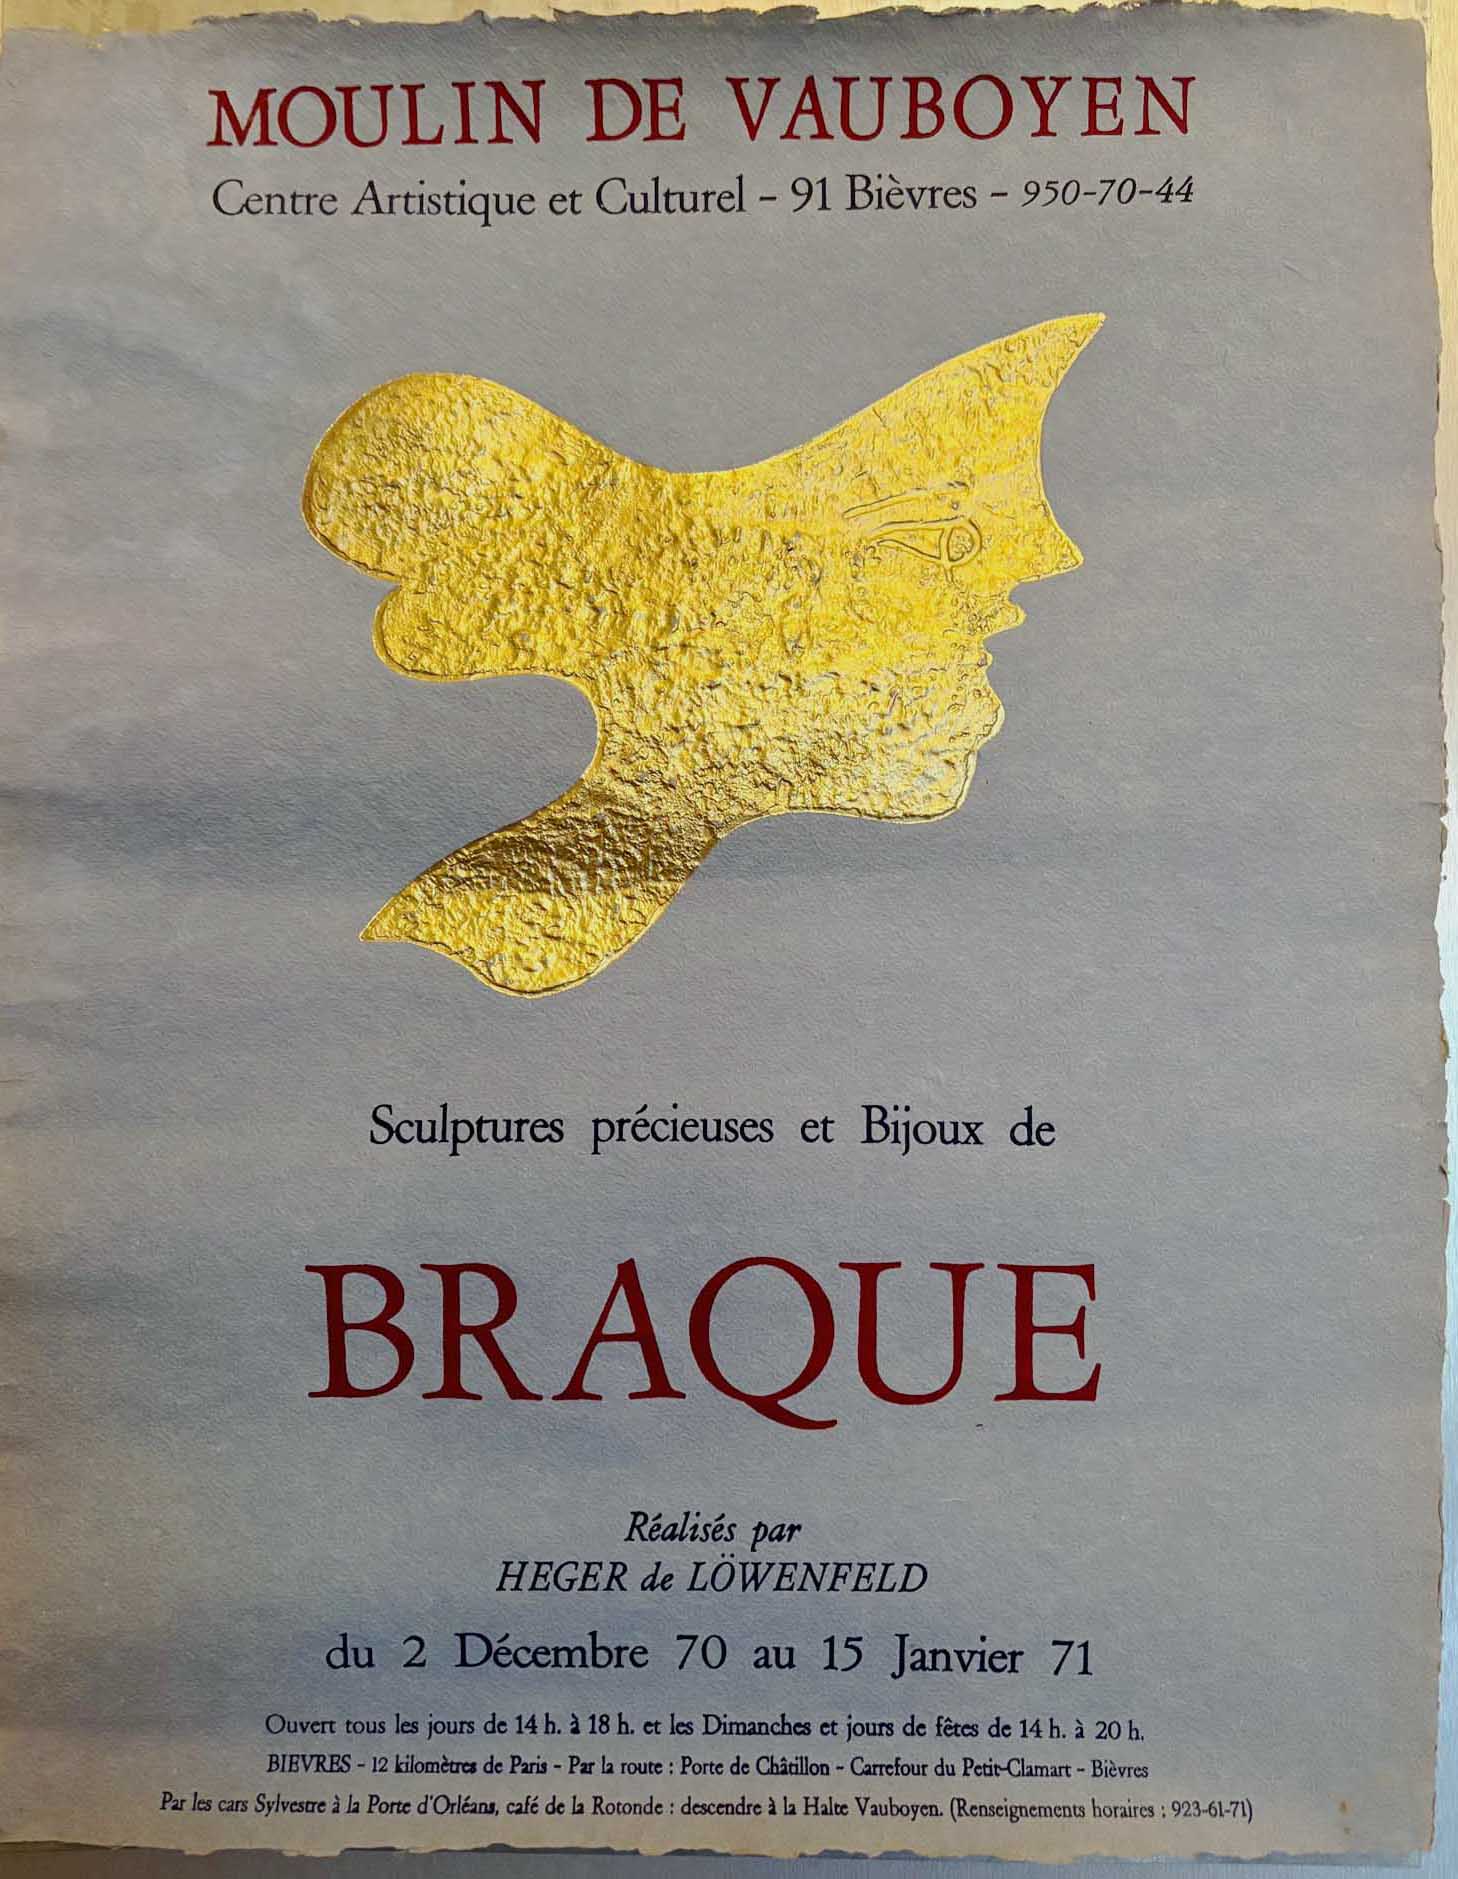 MOULIN DE VAUBOYEN
Centre Artistique et Culturel - 91 Bièvres - 950-70-44
Sculptures précieuses et Bijoux de
BRAQUE
Réalisés par
HEGER de LÖWENFELD
du 2 Décembre 70 au 15 Janvier 71
Ouvert tous les jours de 14 h. à 18 h. et les Dimanches et jours de fêtes de 14 h. à 20 h.
BIEVRES - 12 kilomètres de Paris - Par la route : Porte de Châtillon - Carrefour du Petit-Clamart - Bièvres
Par les cars Sylvestre à la Porte d'Orléans, café de la Rotonde : descendre à la Halte Vauboyen. (Renseignements horaires : 923-61-71)